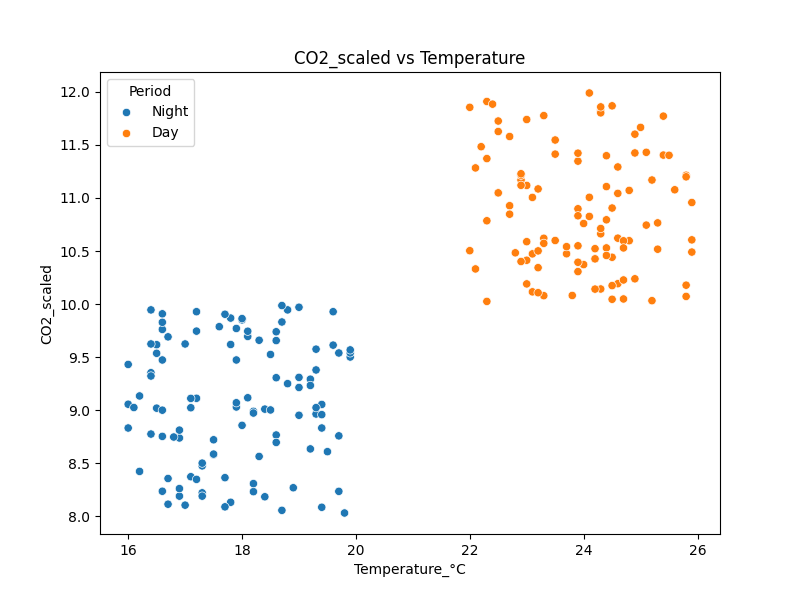 CO2_scaled vs Temperature
Period
Night
Day
CO2_scaled
12.0
11.5
11.0
10.5
10.0
9.5
9.0
8.5
8.0
16 18 20 22 24 26
Temperature_°C